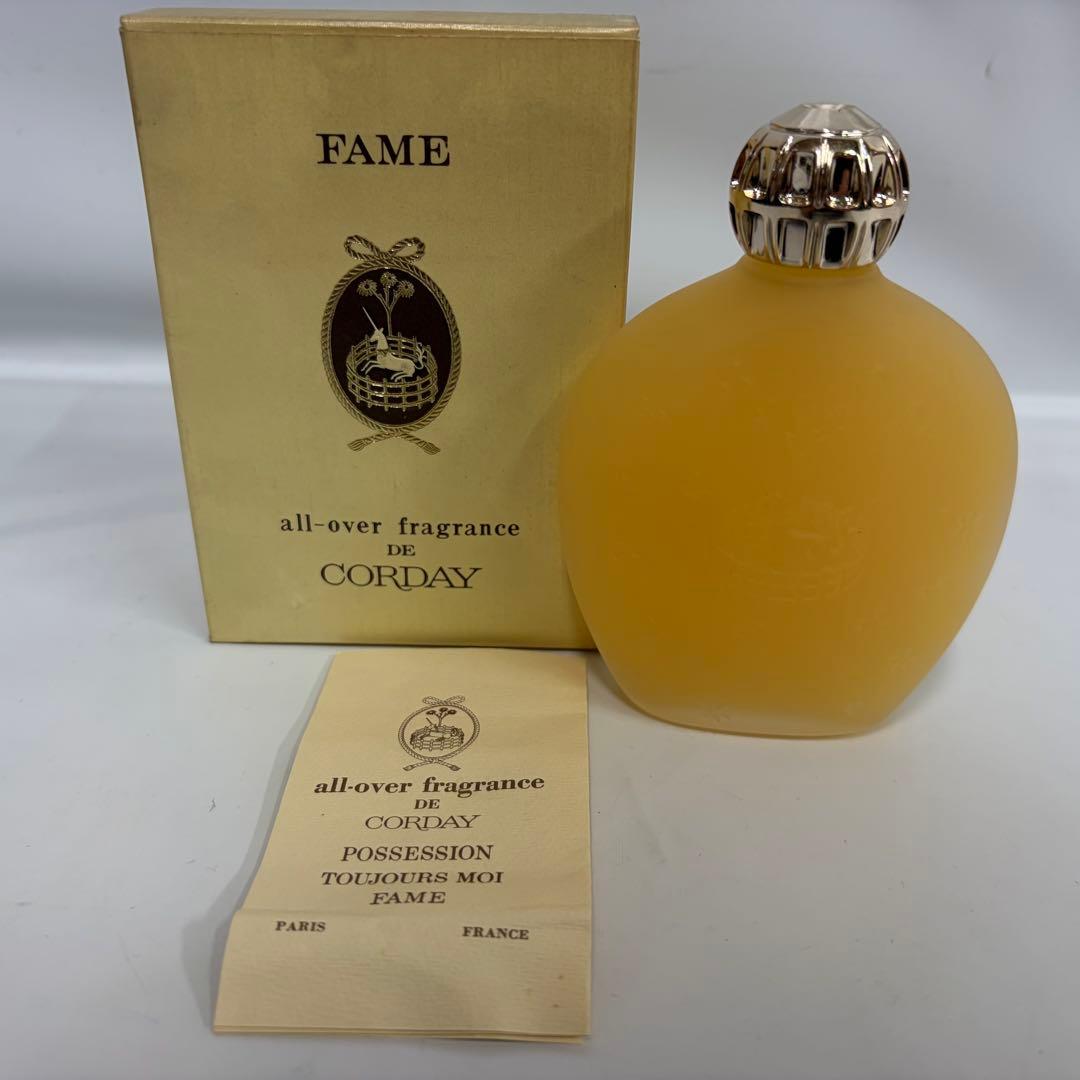 FAME
all-over fragrance
DE
CORDAY
all-over fragrance
DE
CORDAY
POSSESSION
TOUJOURS MOI
FAME
PARIS FRANCE